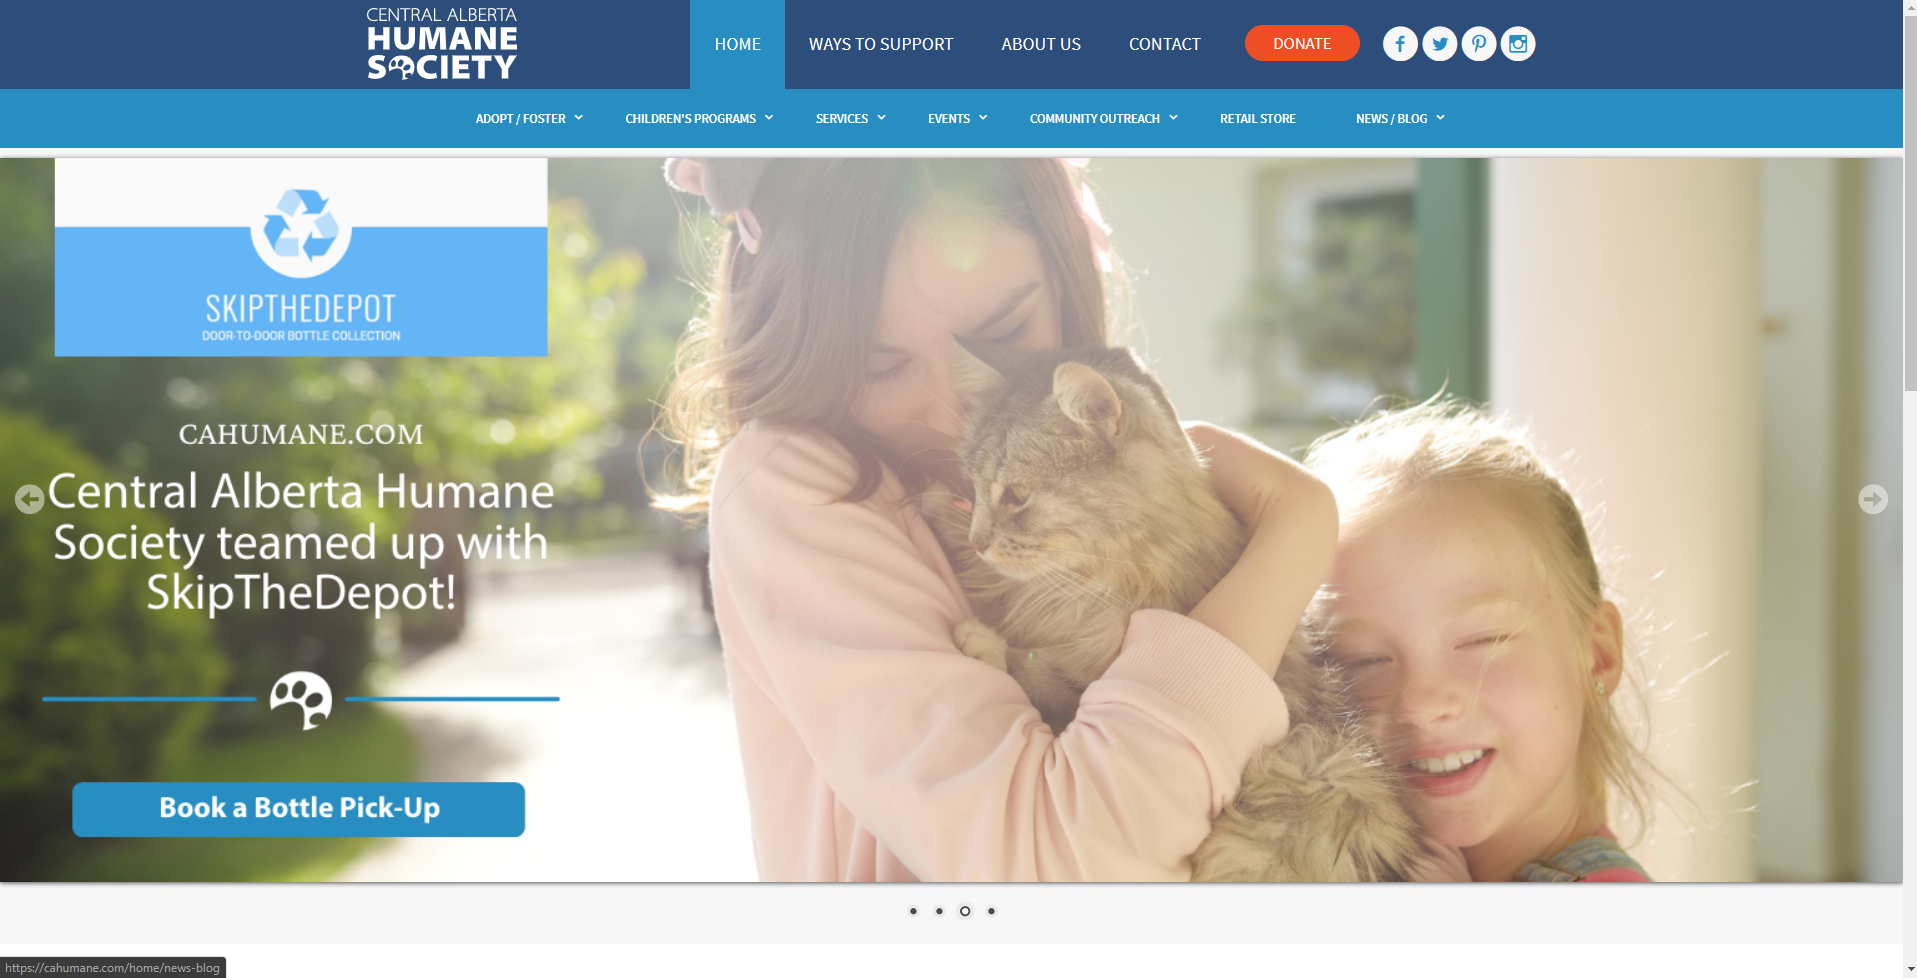 CENTRAL ALBERTA
HUMANE
SOCIETY
HOME
WAYS TO SUPPORT
ABOUT US
CONTACT
DONATE
ADOPT / FOSTER
CHILDREN'S PROGRAMS
SERVICES
EVENTS
COMMUNITY OUTREACH
RETAIL STORE
NEWS / BLOG
SKIPTHEDEPOT
DOOR-TO-DOOR BOTTLE COLLECTION
CAHUMANE.COM
Central Alberta Humane
Society teamed up with
SkipTheDepot!
Book a Bottle Pick-Up
https://cahumane.com/home/news-blog